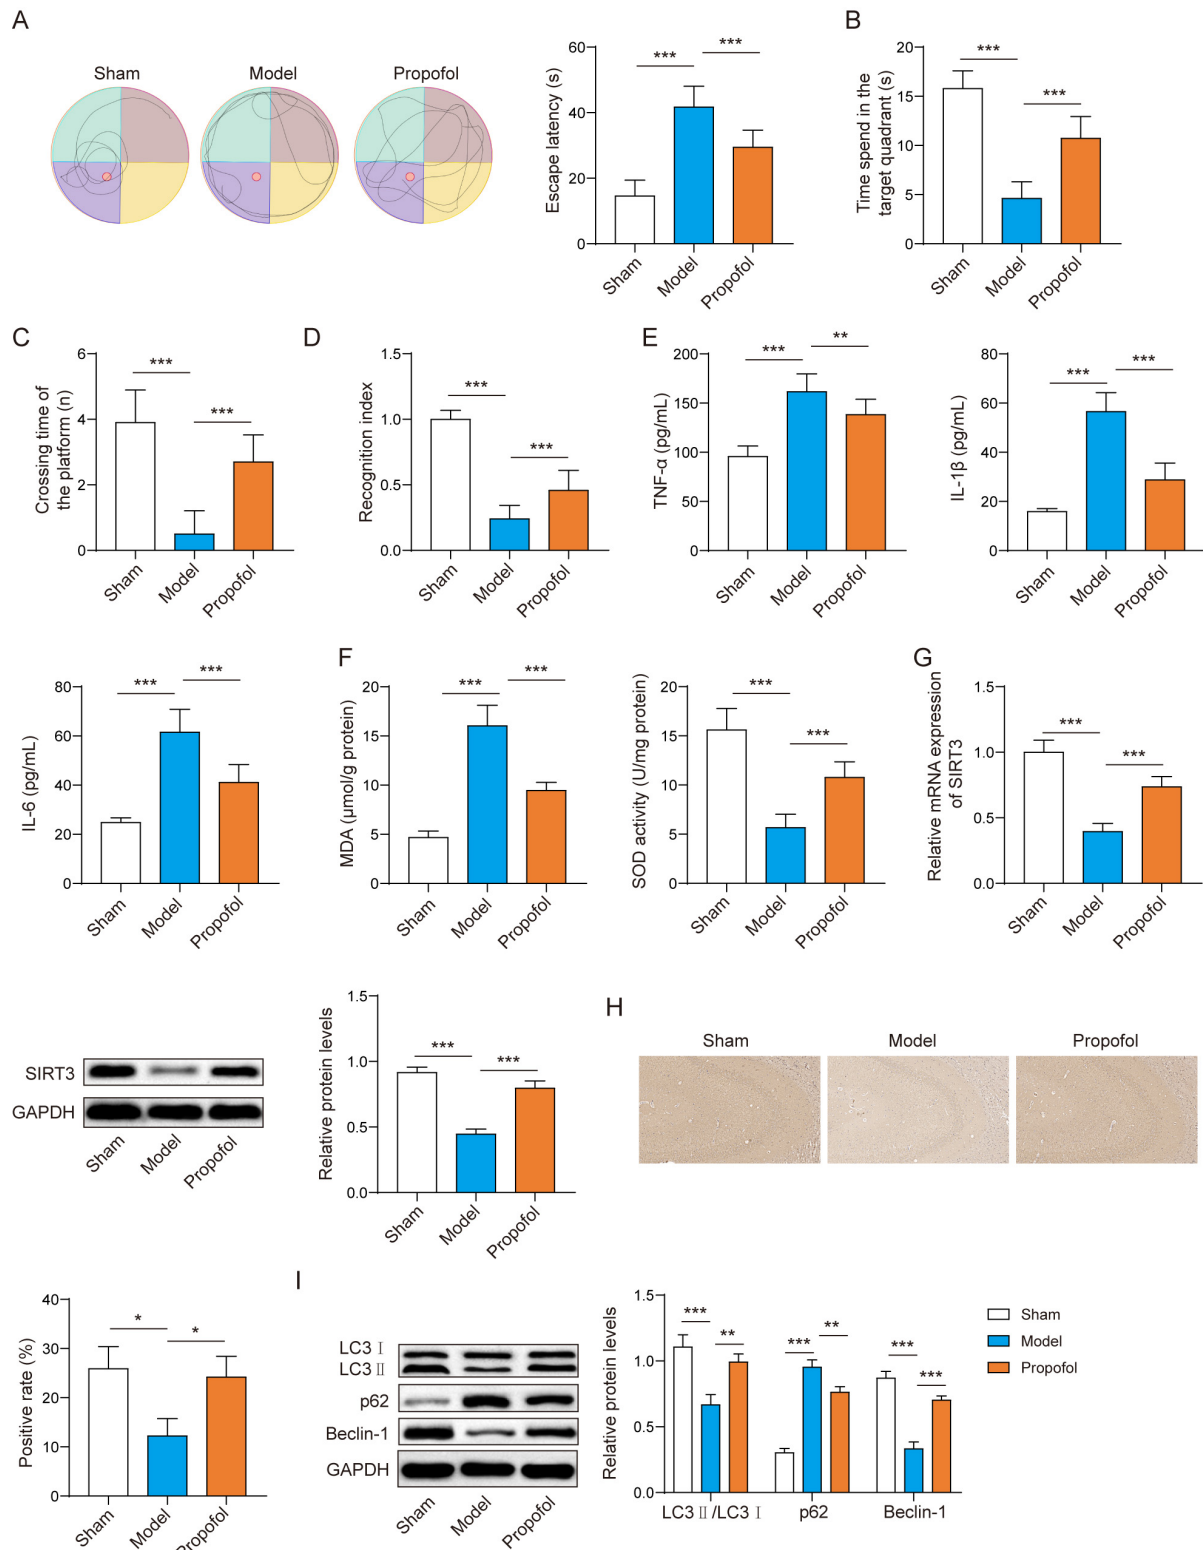 A
Sham
Model
Propofol
Escape latency (s)
60
40
20
0
***
***
Sham
Model
Propofol
B
Time spend in the
target quadrant (s)
20
15
10
5
0
***
***
Sham
Model
Propofol
C
Crossing time of
the platform (n)
6
4
2
0
***
***
Sham
Model
Propofol
D
Recognition index
1.5
1.0
0.5
0.0
***
***
Sham
Model
Propofol
E
TNF-α (pg/mL)
200
150
100
50
0
***
**
Sham
Model
Propofol
IL-1β (pg/mL)
80
60
40
20
0
***
***
Sham
Model
Propofol
IL-6 (pg/mL)
80
60
40
20
0
***
***
Sham
Model
Propofol
F
MDA (μmol/g protein)
20
15
10
5
0
***
***
Sham
Model
Propofol
SOD activity (U/mg protein)
20
15
10
5
0
***
***
Sham
Model
Propofol
G
Relative mRNA expression
of SIRT3
1.5
1.0
0.5
0.0
***
***
Sham
Model
Propofol
SIRT3
GAPDH
Sham
Model
Propofol
Relative protein levels
1.5
1.0
0.5
0.0
***
***
Sham
Model
Propofol
H
Sham
Model
Propofol
Positive rate (%)
40
30
20
10
0
*
*
Sham
Model
Propofol
I
LC3 Ⅰ
LC3 Ⅱ
p62
Beclin-1
GAPDH
Sham
Model
Propofol
Relative protein levels
1.5
1.0
0.5
0.0
***
**
***
**
***
***
LC3 Ⅱ/LC3 Ⅰ
p62
Beclin-1
Sham
Model
Propofol